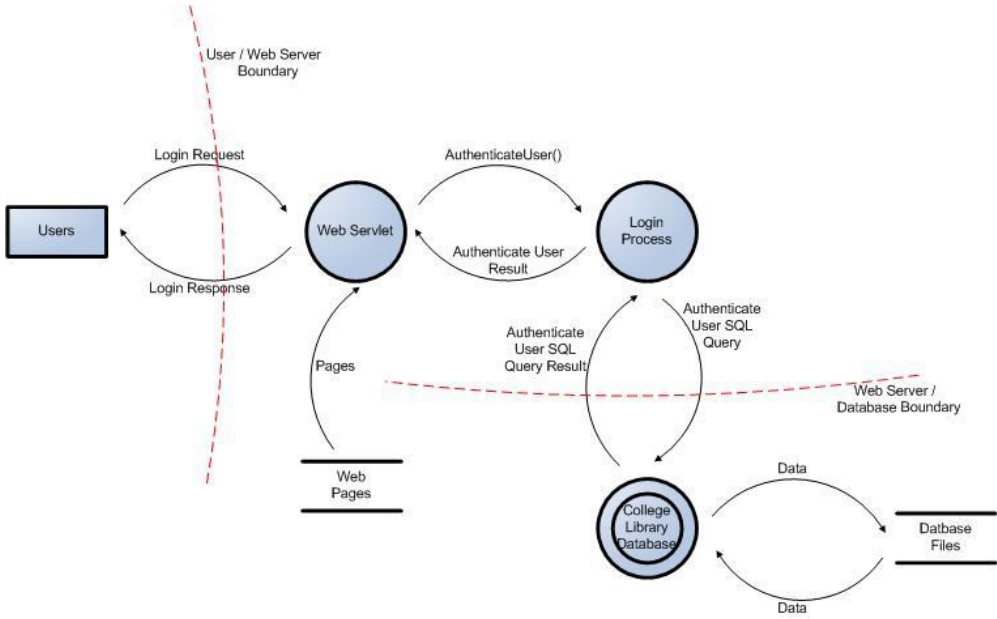 User / Web Server
Boundary
Login Request
AuthenticateUser()
Users
Web Servlet
Login
Process
Authenticate User
Result
Login Response
Authenticate
User SQL
Query Result
Authenticate
User SQL
Query
Pages
Web Server /
Database Boundary
Web
Pages
Data
College
Library
Database
Datbase
Files
Data